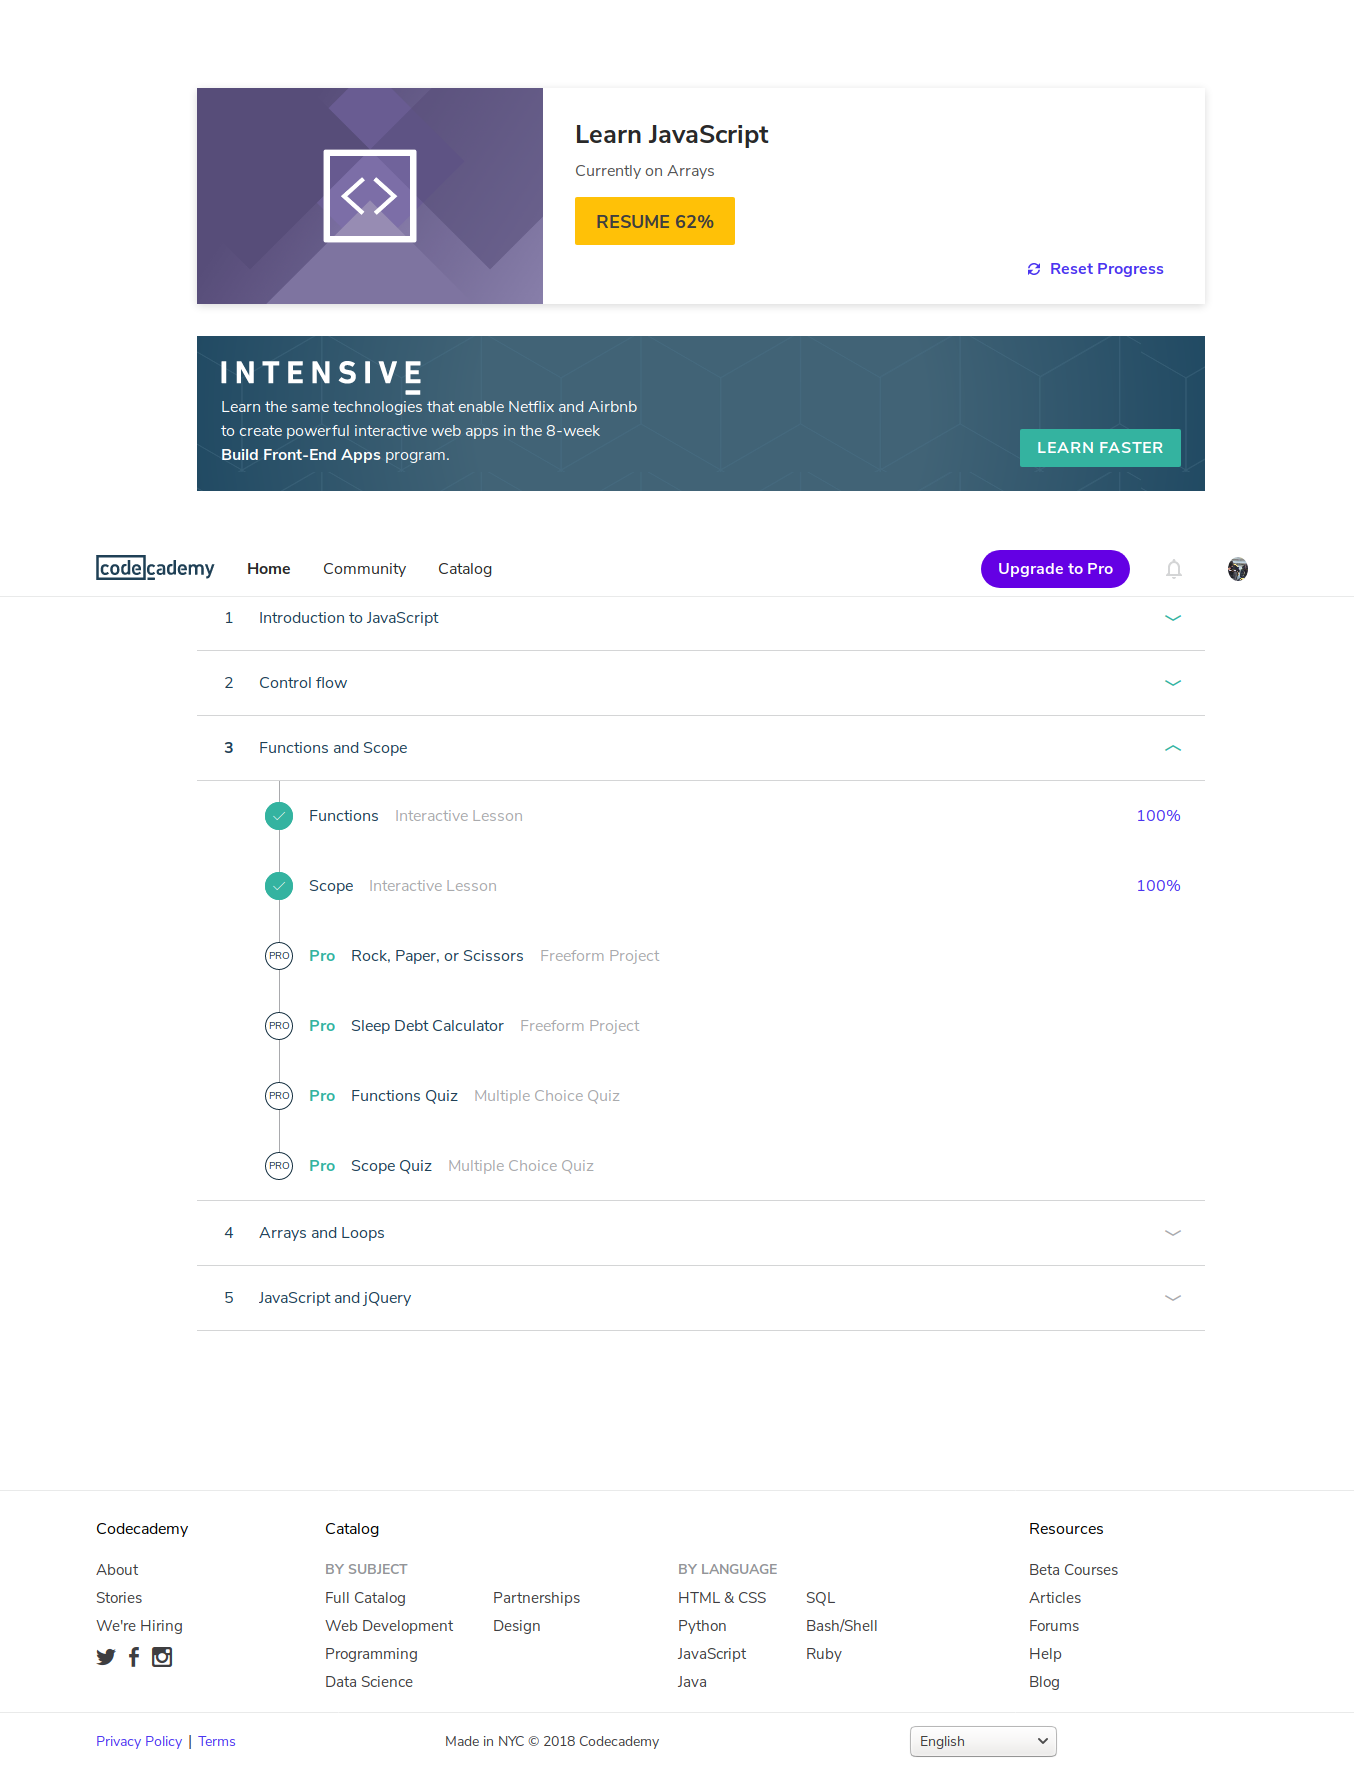 Learn JavaScript
Currently on Arrays
RESUME 62%
Reset Progress
INTENSIVE
Learn the same technologies that enable Netflix and Airbnb
to create powerful interactive web apps in the 8-week
Build Front-End Apps program.
LEARN FASTER
codecademy Home Community Catalog Upgrade to Pro
1 Introduction to JavaScript
2 Control flow
3 Functions and Scope
Functions Interactive Lesson 100%
Scope Interactive Lesson 100%
PRO Pro Rock, Paper, or Scissors Freeform Project
PRO Pro Sleep Debt Calculator Freeform Project
PRO Pro Functions Quiz Multiple Choice Quiz
PRO Pro Scope Quiz Multiple Choice Quiz
4 Arrays and Loops
5 JavaScript and jQuery
Codecademy Catalog Resources
About BY SUBJECT BY LANGUAGE Beta Courses
Stories Full Catalog Partnerships HTML & CSS SQL Articles
We're Hiring Web Development Design Python Bash/Shell Forums
Programming JavaScript Ruby Help
Data Science Java Blog
Privacy Policy | Terms Made in NYC © 2018 Codecademy English